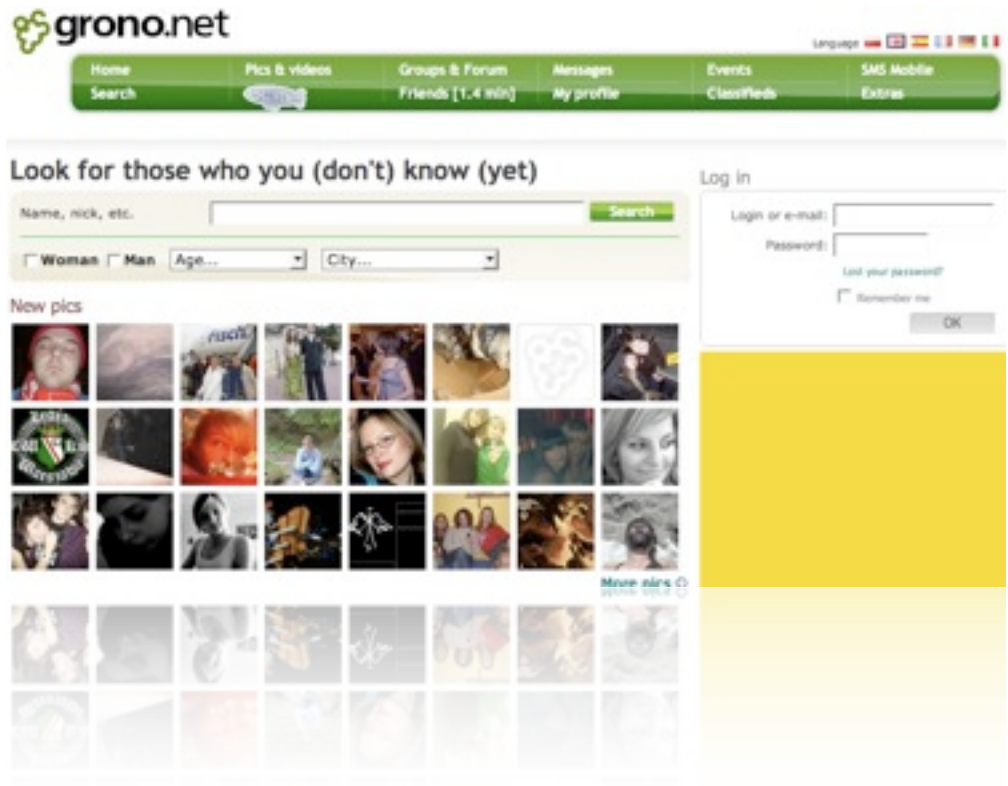 grono.net
Language
Home Pics & videos Groups & Forum Messages Events SMS Mobile
Search Friends [1.4 mln] My profile Classifieds Extras
Look for those who you (don't) know (yet)
Log in
Name, nick, etc. Search
Login or e-mail:
Password:
Woman Man Age... City...
Lost your password?
Remember me
OK
New pics
More pics